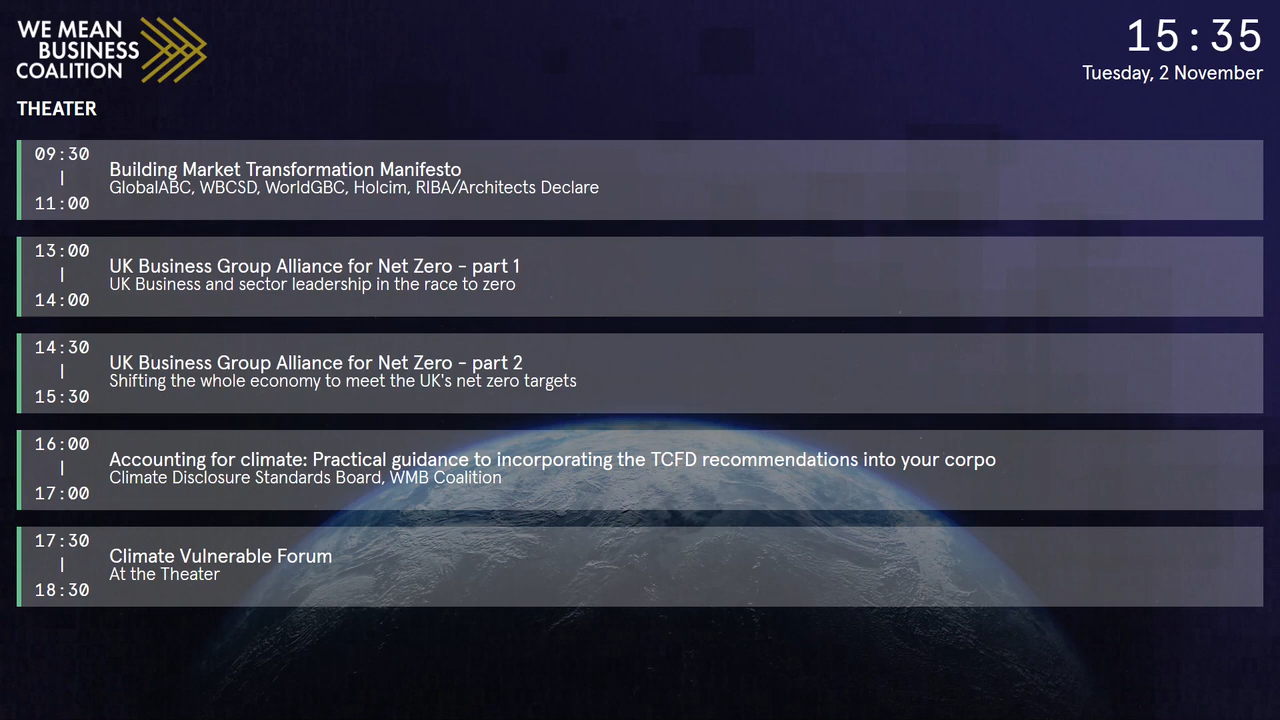 WE MEAN
BUSINESS
COALITION
15:35
Tuesday, 2 November
THEATER
09:30
|
11:00
Building Market Transformation Manifesto
GlobalABC, WBCSD, WorldGBC, Holcim, RIBA/Architects Declare
13:00
|
14:00
UK Business Group Alliance for Net Zero - part 1
UK Business and sector leadership in the race to zero
14:30
|
15:30
UK Business Group Alliance for Net Zero - part 2
Shifting the whole economy to meet the UK's net zero targets
16:00
|
17:00
Accounting for climate: Practical guidance to incorporating the TCFD recommendations into your corpo
Climate Disclosure Standards Board, WMB Coalition
17:30
|
18:30
Climate Vulnerable Forum
At the Theater